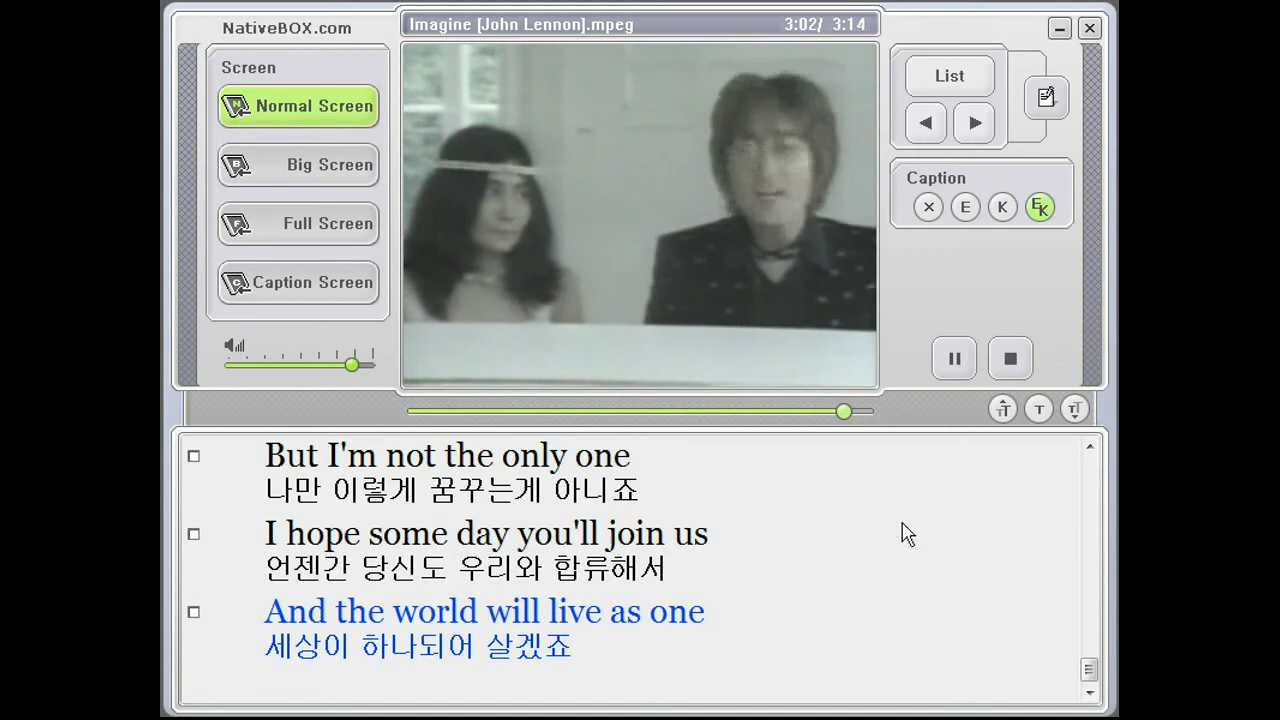 NativeBOX.com
Imagine [John Lennon].mpeg 3:02/ 3:14
Screen
Normal Screen
Big Screen
Full Screen
Caption Screen
List
Caption
X E K EK
T T T
But I'm not the only one
나만 이렇게 꿈꾸는게 아니죠
I hope some day you'll join us
언젠간 당신도 우리와 합류해서
And the world will live as one
세상이 하나되어 살겠죠